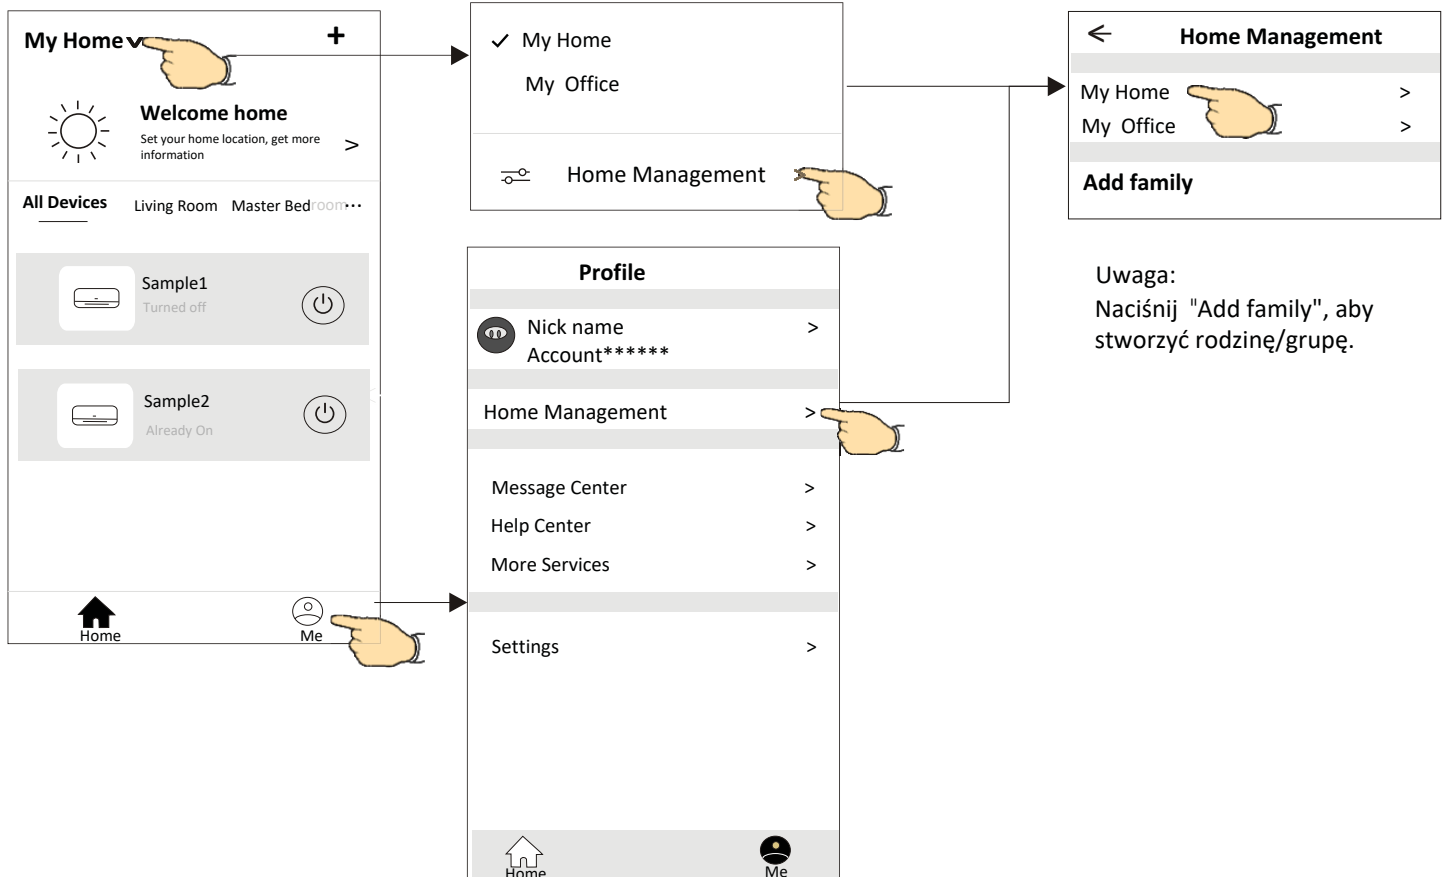 My Home
+
Welcome home
Set your home location, get more
information
>
All Devices Living Room Master Bedroom ...
Sample1
Turned off
Sample2
Already On
Home Me
✓ My Home
My Office
Home Management
Profile
Nick name >
Account******
Home Management >
Message Center >
Help Center >
More Services >
Settings >
Home Me
Home Management
My Home >
My Office >
Add family
Uwaga:
Naciśnij "Add family", aby
stworzyć rodzinę/grupę.